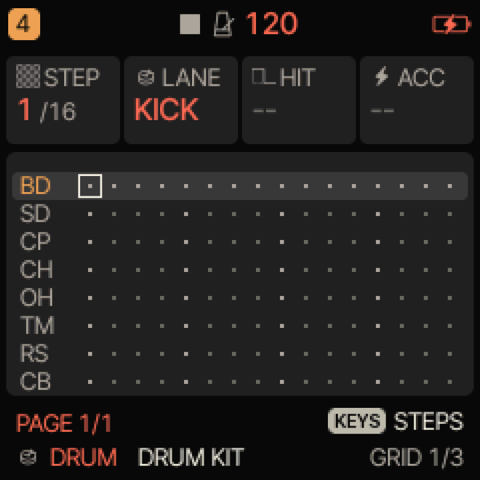 4 120
STEP LANE HIT ACC
1 /16 KICK -- --
BD
SD
CP
CH
OH
TM
RS
CB
PAGE 1/1 KEYS STEPS
DRUM DRUM KIT GRID 1/3